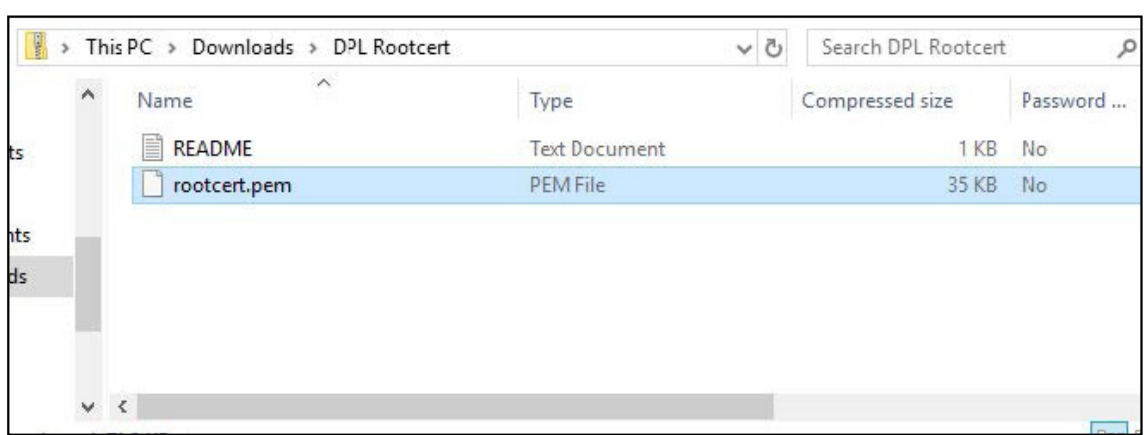 > This PC > Downloads > DPL Rootcert Search DPL Rootcert
Name Type Compressed size Password ...
README Text Document 1 KB No
ts
rootcert.pem PEM File 35 KB No
nts
ds